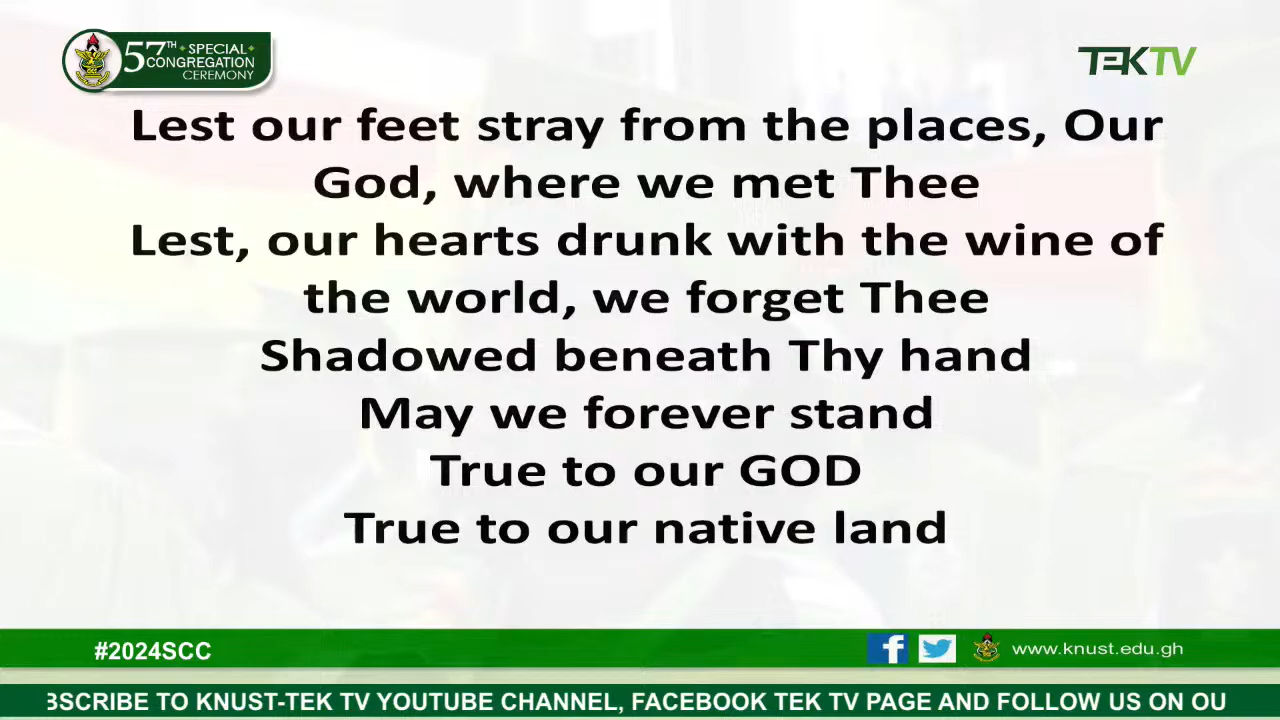 57TH SPECIAL
CONGREGATION
CEREMONY
TEKTV
Lest our feet stray from the places, Our
God, where we met Thee
Lest, our hearts drunk with the wine of
the world, we forget Thee
Shadowed beneath Thy hand
May we forever stand
True to our GOD
True to our native land
#2024SCC
www.knust.edu.gh
BSCRIBE TO KNUST-TEK TV YOUTUBE CHANNEL, FACEBOOK TEK TV PAGE AND FOLLOW US ON OU